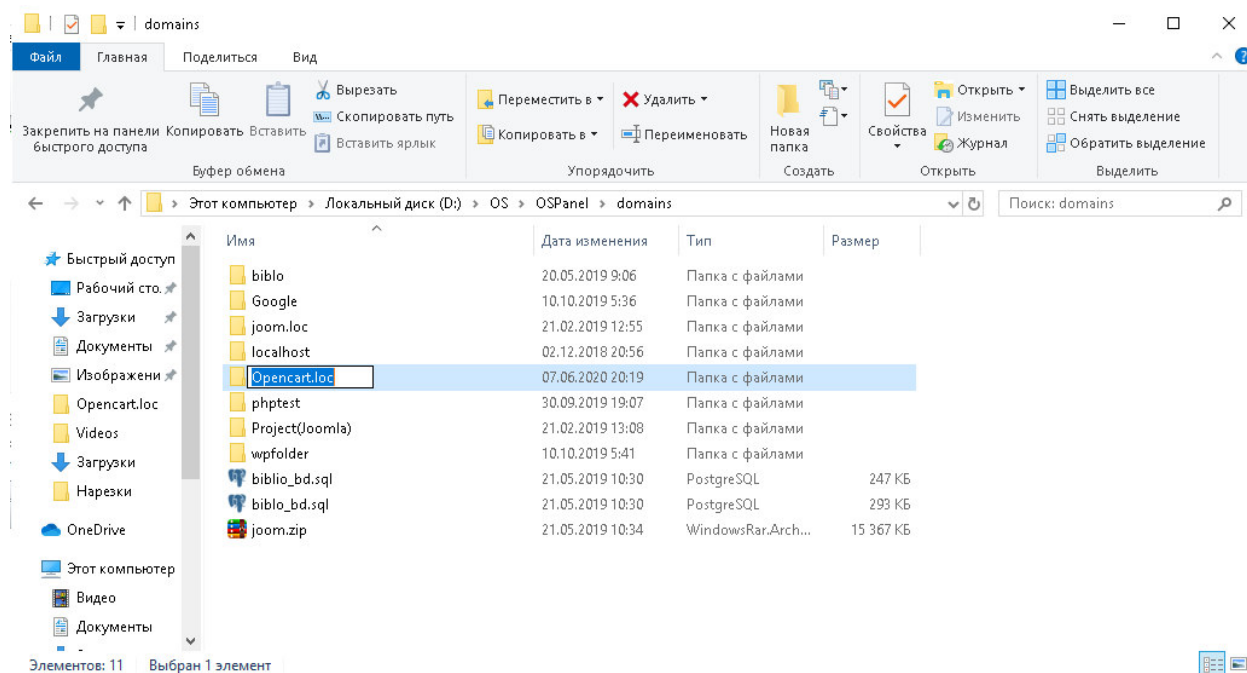 domains
Файл Главная Поделиться Вид
Закрепить на панели быстрого доступа
Копировать
Вставить
Вырезать
Скопировать путь
Вставить ярлык
Буфер обмена
Переместить в
Копировать в
Удалить
Переименовать
Упорядочить
Новая папка
Создать
Свойства
Открыть
Изменить
Журнал
Открыть
Выделить все
Снять выделение
Обратить выделение
Выделить
Этот компьютер › Локальный диск (D:) › OS › OSPanel › domains
Поиск: domains
Быстрый доступ
Рабочий сто.
Загрузки
Документы
Изображени
Opencart.loc
Videos
Загрузки
Нарезки
OneDrive
Этот компьютер
Видео
Документы
Имя Дата изменения Тип Размер
biblo 20.05.2019 9:06 Папка с файлами
Google 10.10.2019 5:36 Папка с файлами
joom.loc 21.02.2019 12:55 Папка с файлами
localhost 02.12.2018 20:56 Папка с файлами
Opencart.loc 07.06.2020 20:19 Папка с файлами
phptest 30.09.2019 19:07 Папка с файлами
Project(Joomla) 21.02.2019 13:08 Папка с файлами
wpfolder 10.10.2019 5:41 Папка с файлами
biblio_bd.sql 21.05.2019 10:30 PostgreSQL 247 КБ
biblo_bd.sql 21.05.2019 10:30 PostgreSQL 293 КБ
joom.zip 21.05.2019 10:34 WindowsRar.Arch... 15 367 КБ
Элементов: 11 Выбран 1 элемент